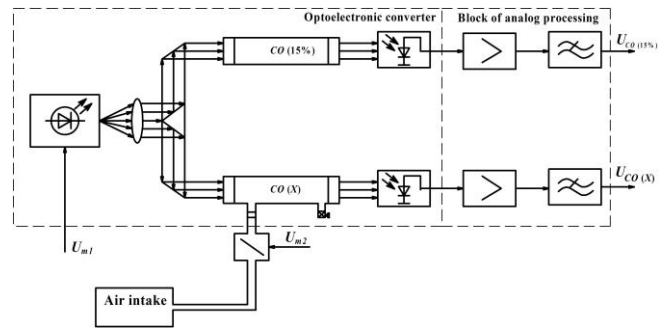 Optoelectronic converter
Block of analog processing
CO (15%)
U_CO (15%)
CO (X)
U_CO (X)
U_m1
U_m2
Air intake